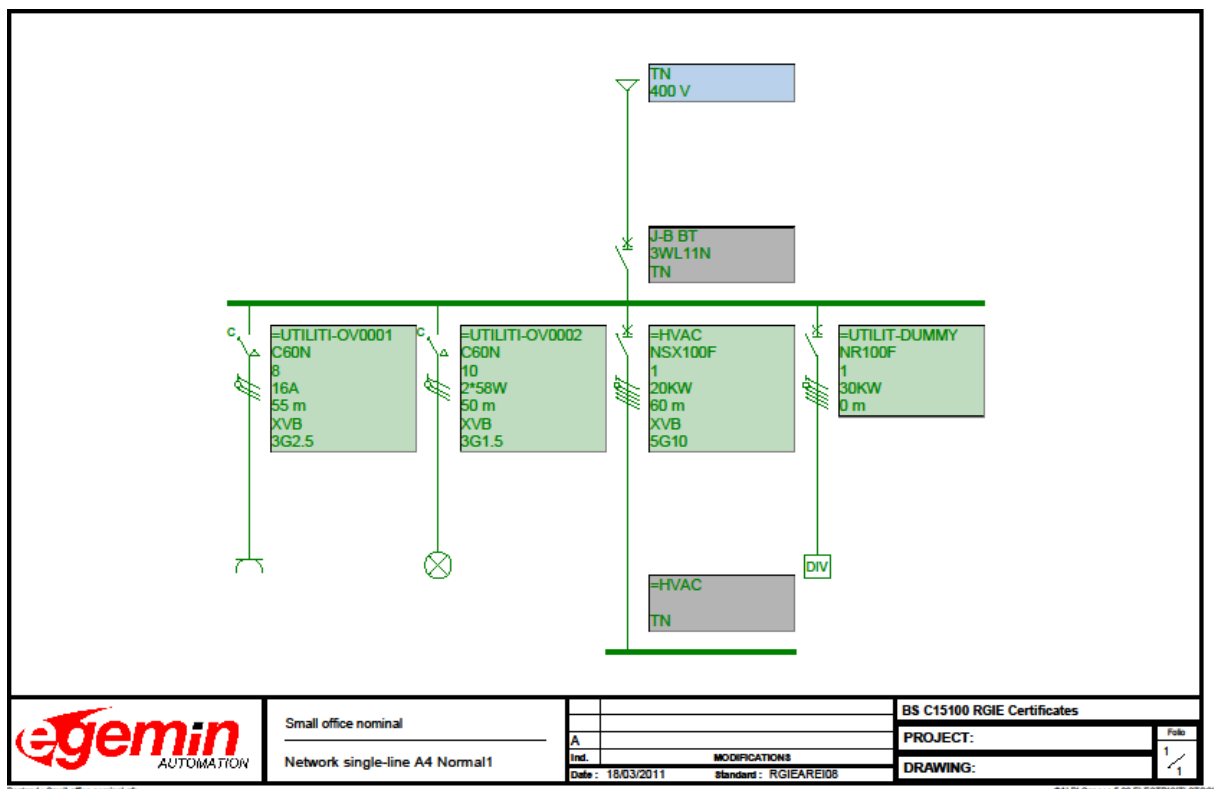 TN
400 V
J-B BT
3WL11N
TN
C
=UTILITI-OV0001
C60N
8
16A
55 m
XVB
3G2.5
C
=UTILITI-OV0002
C60N
10
2*58W
50 m
XVB
3G1.5
=HVAC
NSX100F
1
20KW
60 m
XVB
5G10
=UTILIT-DUMMY
NR100F
1
30KW
0 m
DIV
=HVAC
TN
egemin
AUTOMATION
Small office nominal
Network single-line A4 Normal1
A
Ind.
MODIFICATIONS
Date : 18/03/2011
Standard : RGIEAREI08
BS C15100 RGIE Certificates
PROJECT:
DRAWING:
Folio
1
1